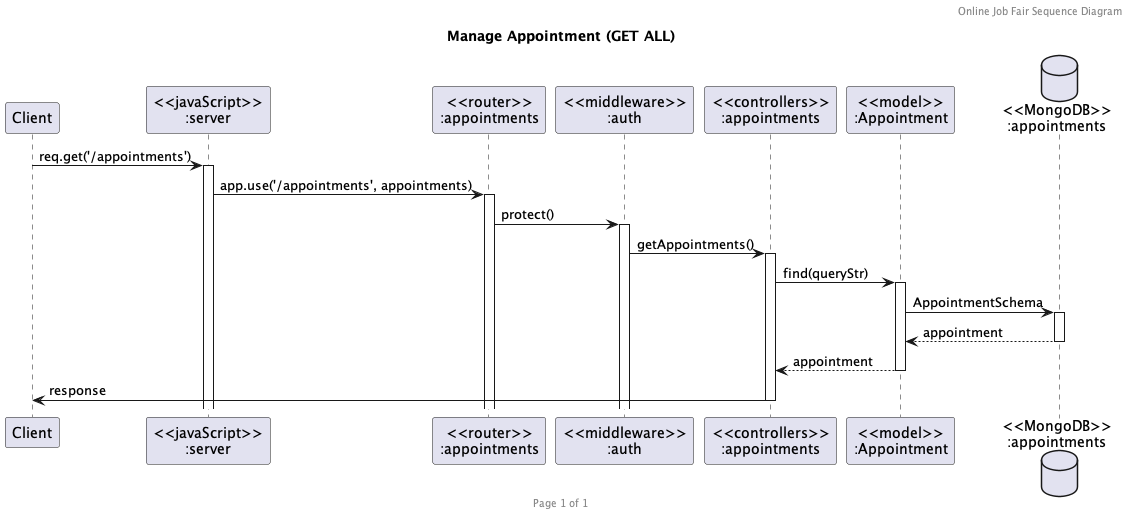 Online Job Fair Sequence Diagram
Manage Appointment (GET ALL)
Client
<<javaScript>>
:server
<<router>>
:appointments
<<middleware>>
:auth
<<controllers>>
:appointments
<<model>>
:Appointment
<<MongoDB>>
:appointments
req.get('/appointments')
app.use('/appointments', appointments)
protect()
getAppointments()
find(queryStr)
AppointmentSchema
appointment
appointment
response
Client
<<javaScript>>
:server
<<router>>
:appointments
<<middleware>>
:auth
<<controllers>>
:appointments
<<model>>
:Appointment
<<MongoDB>>
:appointments
Page 1 of 1